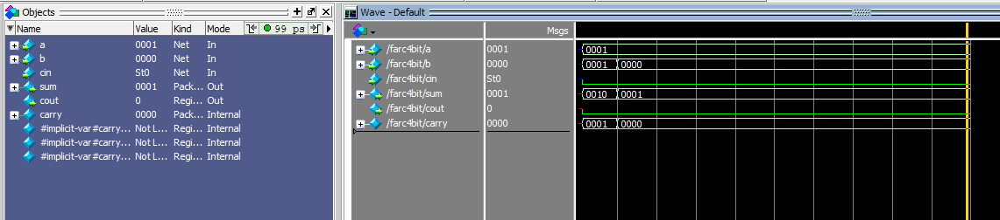 Objects
99 ps
Name Value Kind Mode
a 0001 Net In
b 0000 Net In
cin St0 Net In
sum 0001 Pack... Out
cout 0 Regi... Out
carry 0000 Pack... Internal
#implicit-var#carry... Not L... Regi... Internal
#implicit-var#carry... Not L... Regi... Internal
#implicit-var#carry... Not L... Regi... Internal
Wave - Default
Msgs
/farc4bit/a 0001 0001
/farc4bit/b 0000 0001 0000
/farc4bit/cin St0
/farc4bit/sum 0001 0010 0001
/farc4bit/cout 0
/farc4bit/carry 0000 0001 0000